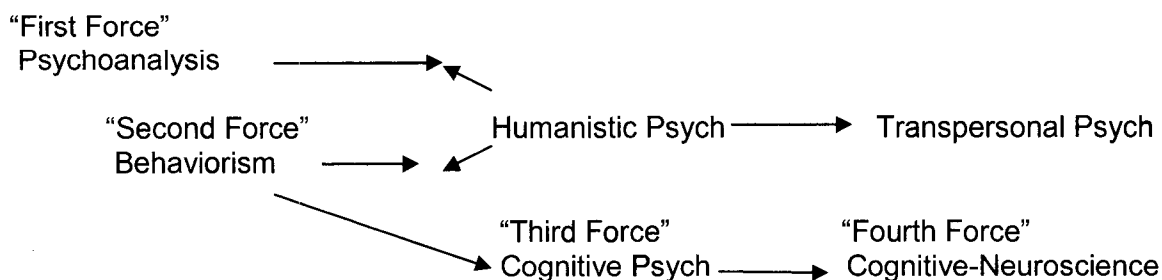 “First Force”
Psychoanalysis
“Second Force”
Behaviorism
Humanistic Psych
Transpersonal Psych
“Third Force”
Cognitive Psych
“Fourth Force”
Cognitive-Neuroscience